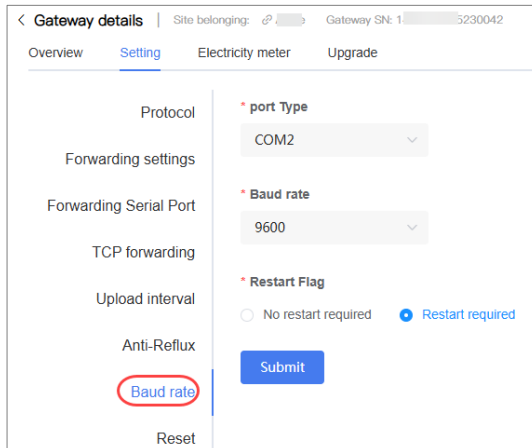 Gateway details | Site belonging: Gateway SN: 1 5230042
Overview Setting Electricity meter Upgrade
Protocol
Forwarding settings
Forwarding Serial Port
TCP forwarding
Upload interval
Anti-Reflux
Baud rate
Reset
* port Type
COM2
* Baud rate
9600
* Restart Flag
No restart required Restart required
Submit